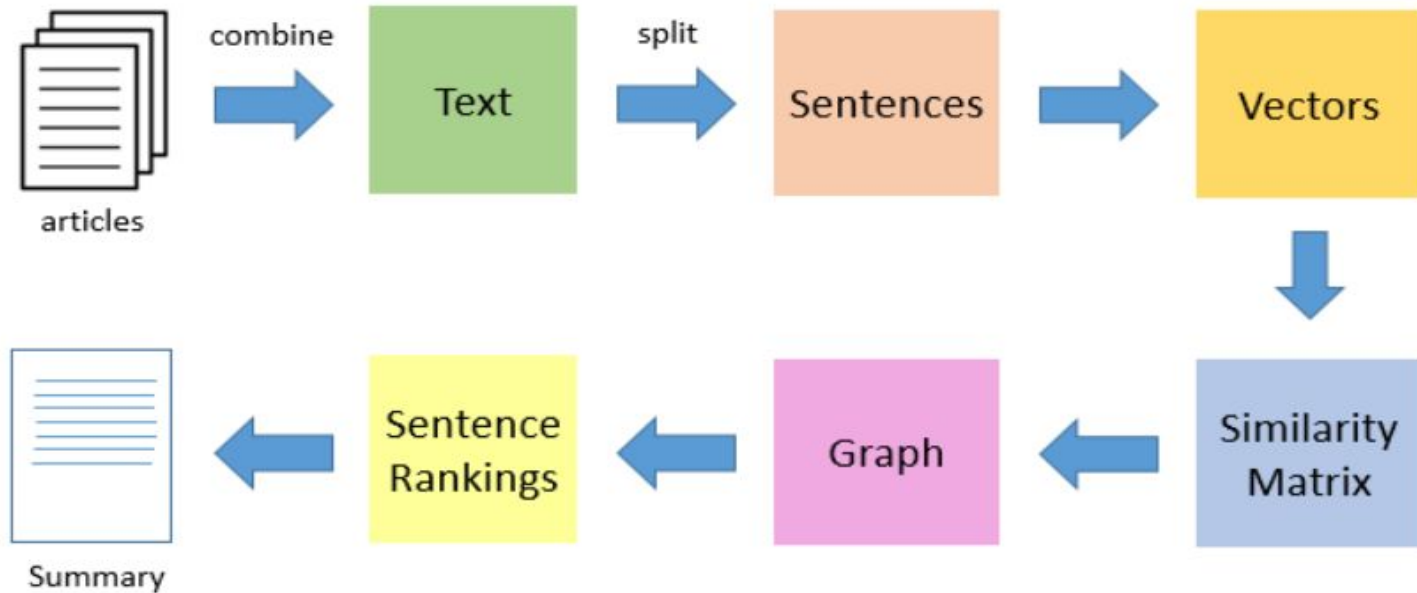 combine
split
Text
Sentences
Vectors
articles
Similarity
Matrix
Graph
Sentence
Rankings
Summary